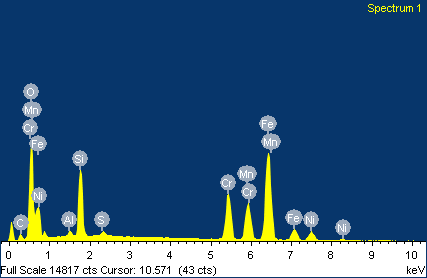 Spectrum 1
O
Mn
Cr
Fe
Ni
C
Al
Si
S
Cr
Mn
Cr
Fe
Mn
Fe
Ni
Ni
0 1 2 3 4 5 6 7 8 9 10
Full Scale 14817 cts Cursor: 10.571 (43 cts) keV